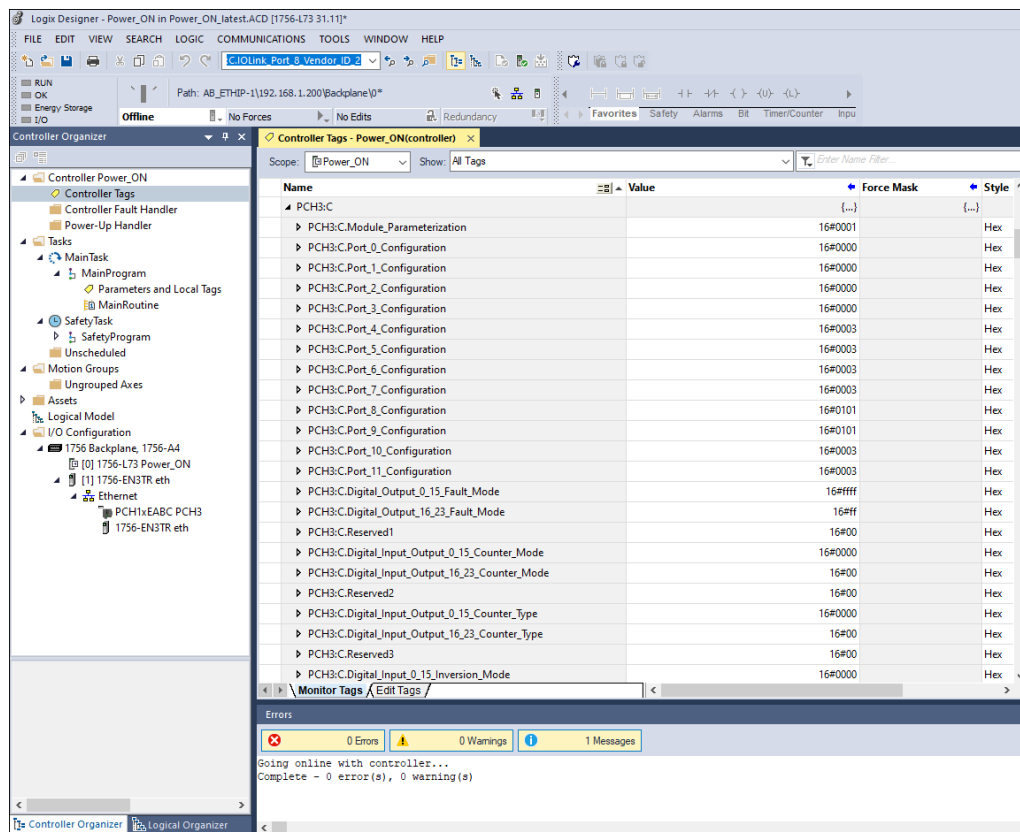 Logix Designer - Power_ON in Power_ON_latest.ACD [1756-L73 31.11]*
FILE EDIT VIEW SEARCH LOGIC COMMUNICATIONS TOOLS WINDOW HELP
:C.IOLink_Port_8_Vendor_ID_2
RUN
OK
Energy Storage
I/O
Path: AB_ETHIP-1\192.168.1.200\Backplane\0*
Offline No Forces No Edits Redundancy
Favorites Safety Alarms Bit Timer/Counter Inpu
Controller Organizer
Controller Power_ON
Controller Tags
Controller Fault Handler
Power-Up Handler
Tasks
MainTask
MainProgram
Parameters and Local Tags
MainRoutine
SafetyTask
SafetyProgram
Unscheduled
Motion Groups
Ungrouped Axes
Assets
Logical Model
I/O Configuration
1756 Backplane, 1756-A4
[0] 1756-L73 Power_ON
[1] 1756-EN3TR eth
Ethernet
PCH1xEABC PCH3
1756-EN3TR eth
Controller Organizer Logical Organizer
Controller Tags - Power_ON(controller)
Scope: Power_ON Show: All Tags Enter Name Filter...
Name Value Force Mask Style
PCH3:C {...} {...}
PCH3:C.Module_Parameterization 16#0001 Hex
PCH3:C.Port_0_Configuration 16#0000 Hex
PCH3:C.Port_1_Configuration 16#0000 Hex
PCH3:C.Port_2_Configuration 16#0000 Hex
PCH3:C.Port_3_Configuration 16#0000 Hex
PCH3:C.Port_4_Configuration 16#0003 Hex
PCH3:C.Port_5_Configuration 16#0003 Hex
PCH3:C.Port_6_Configuration 16#0003 Hex
PCH3:C.Port_7_Configuration 16#0003 Hex
PCH3:C.Port_8_Configuration 16#0101 Hex
PCH3:C.Port_9_Configuration 16#0101 Hex
PCH3:C.Port_10_Configuration 16#0003 Hex
PCH3:C.Port_11_Configuration 16#0003 Hex
PCH3:C.Digital_Output_0_15_Fault_Mode 16#ffff Hex
PCH3:C.Digital_Output_16_23_Fault_Mode 16#ff Hex
PCH3:C.Reserved1 16#00 Hex
PCH3:C.Digital_Input_Output_0_15_Counter_Mode 16#0000 Hex
PCH3:C.Digital_Input_Output_16_23_Counter_Mode 16#00 Hex
PCH3:C.Reserved2 16#00 Hex
PCH3:C.Digital_Input_Output_0_15_Counter_Type 16#0000 Hex
PCH3:C.Digital_Input_Output_16_23_Counter_Type 16#00 Hex
PCH3:C.Reserved3 16#00 Hex
PCH3:C.Digital_Input_0_15_Inversion_Mode 16#0000 Hex
Monitor Tags Edit Tags
Errors
0 Errors 0 Warnings 1 Messages
Going online with controller...
Complete - 0 error(s), 0 warning(s)